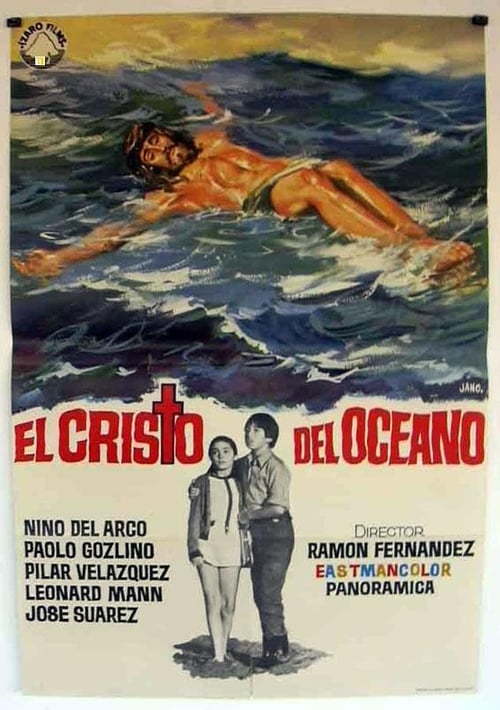 IZARO FILMS
JANO.
EL CRISTO DEL OCEANO
NINO DEL ARCO
PAOLO GOZLINO
PILAR VELAZQUEZ
LEONARD MANN
JOSE SUAREZ
DIRECTOR
RAMON FERNANDEZ
EASTMANCOLOR
PANORAMICA